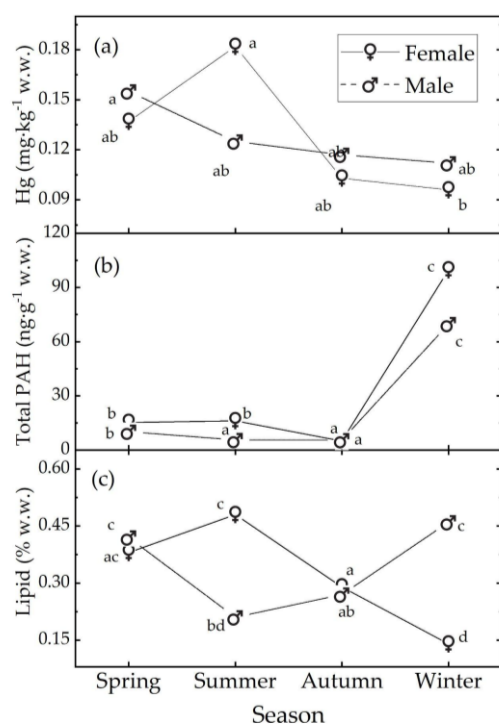 (a)
Female
Male
0.18
0.15
0.12
0.09
Hg (mg·kg⁻¹ w.w.)
a
a
ab
ab
ab
ab
ab
b
(b)
120
90
60
30
0
Total PAH (ng·g⁻¹ w.w.)
c
c
b
b
b
a
a
a
(c)
0.60
0.45
0.30
0.15
Lipid (% w.w.)
c
c
ac
c
a
bd
ab
d
Spring Summer Autumn Winter
Season